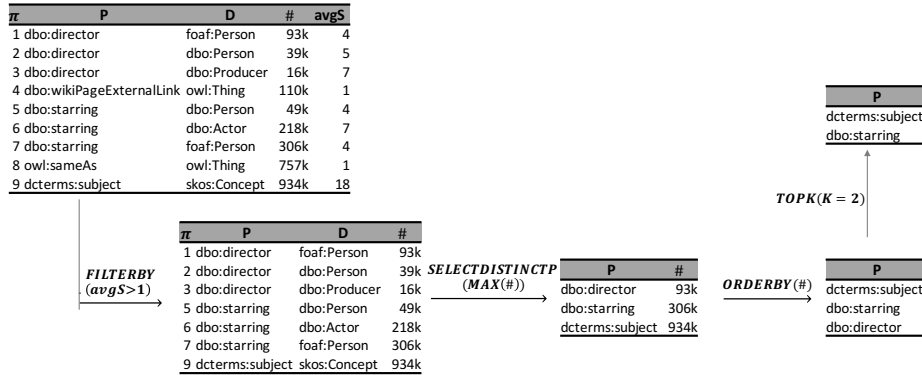 π P D # avgS
1 dbo:director foaf:Person 93k 4
2 dbo:director dbo:Person 39k 5
3 dbo:director dbo:Producer 16k 7
4 dbo:wikiPageExternalLink owl:Thing 110k 1
5 dbo:starring dbo:Person 49k 4
6 dbo:starring dbo:Actor 218k 7
7 dbo:starring foaf:Person 306k 4
8 owl:sameAs owl:Thing 757k 1
9 dcterms:subject skos:Concept 934k 18
FILTERBY
(avgS>1)
π P D #
1 dbo:director foaf:Person 93k
2 dbo:director dbo:Person 39k
3 dbo:director dbo:Producer 16k
5 dbo:starring dbo:Person 49k
6 dbo:starring dbo:Actor 218k
7 dbo:starring foaf:Person 306k
9 dcterms:subject skos:Concept 934k
SELECTDISTINCTP
(MAX(#))
P #
dbo:director 93k
dbo:starring 306k
dcterms:subject 934k
ORDERBY(#)
P
dcterms:subject
dbo:starring
dbo:director
TOPK(K = 2)
P
dcterms:subject
dbo:starring